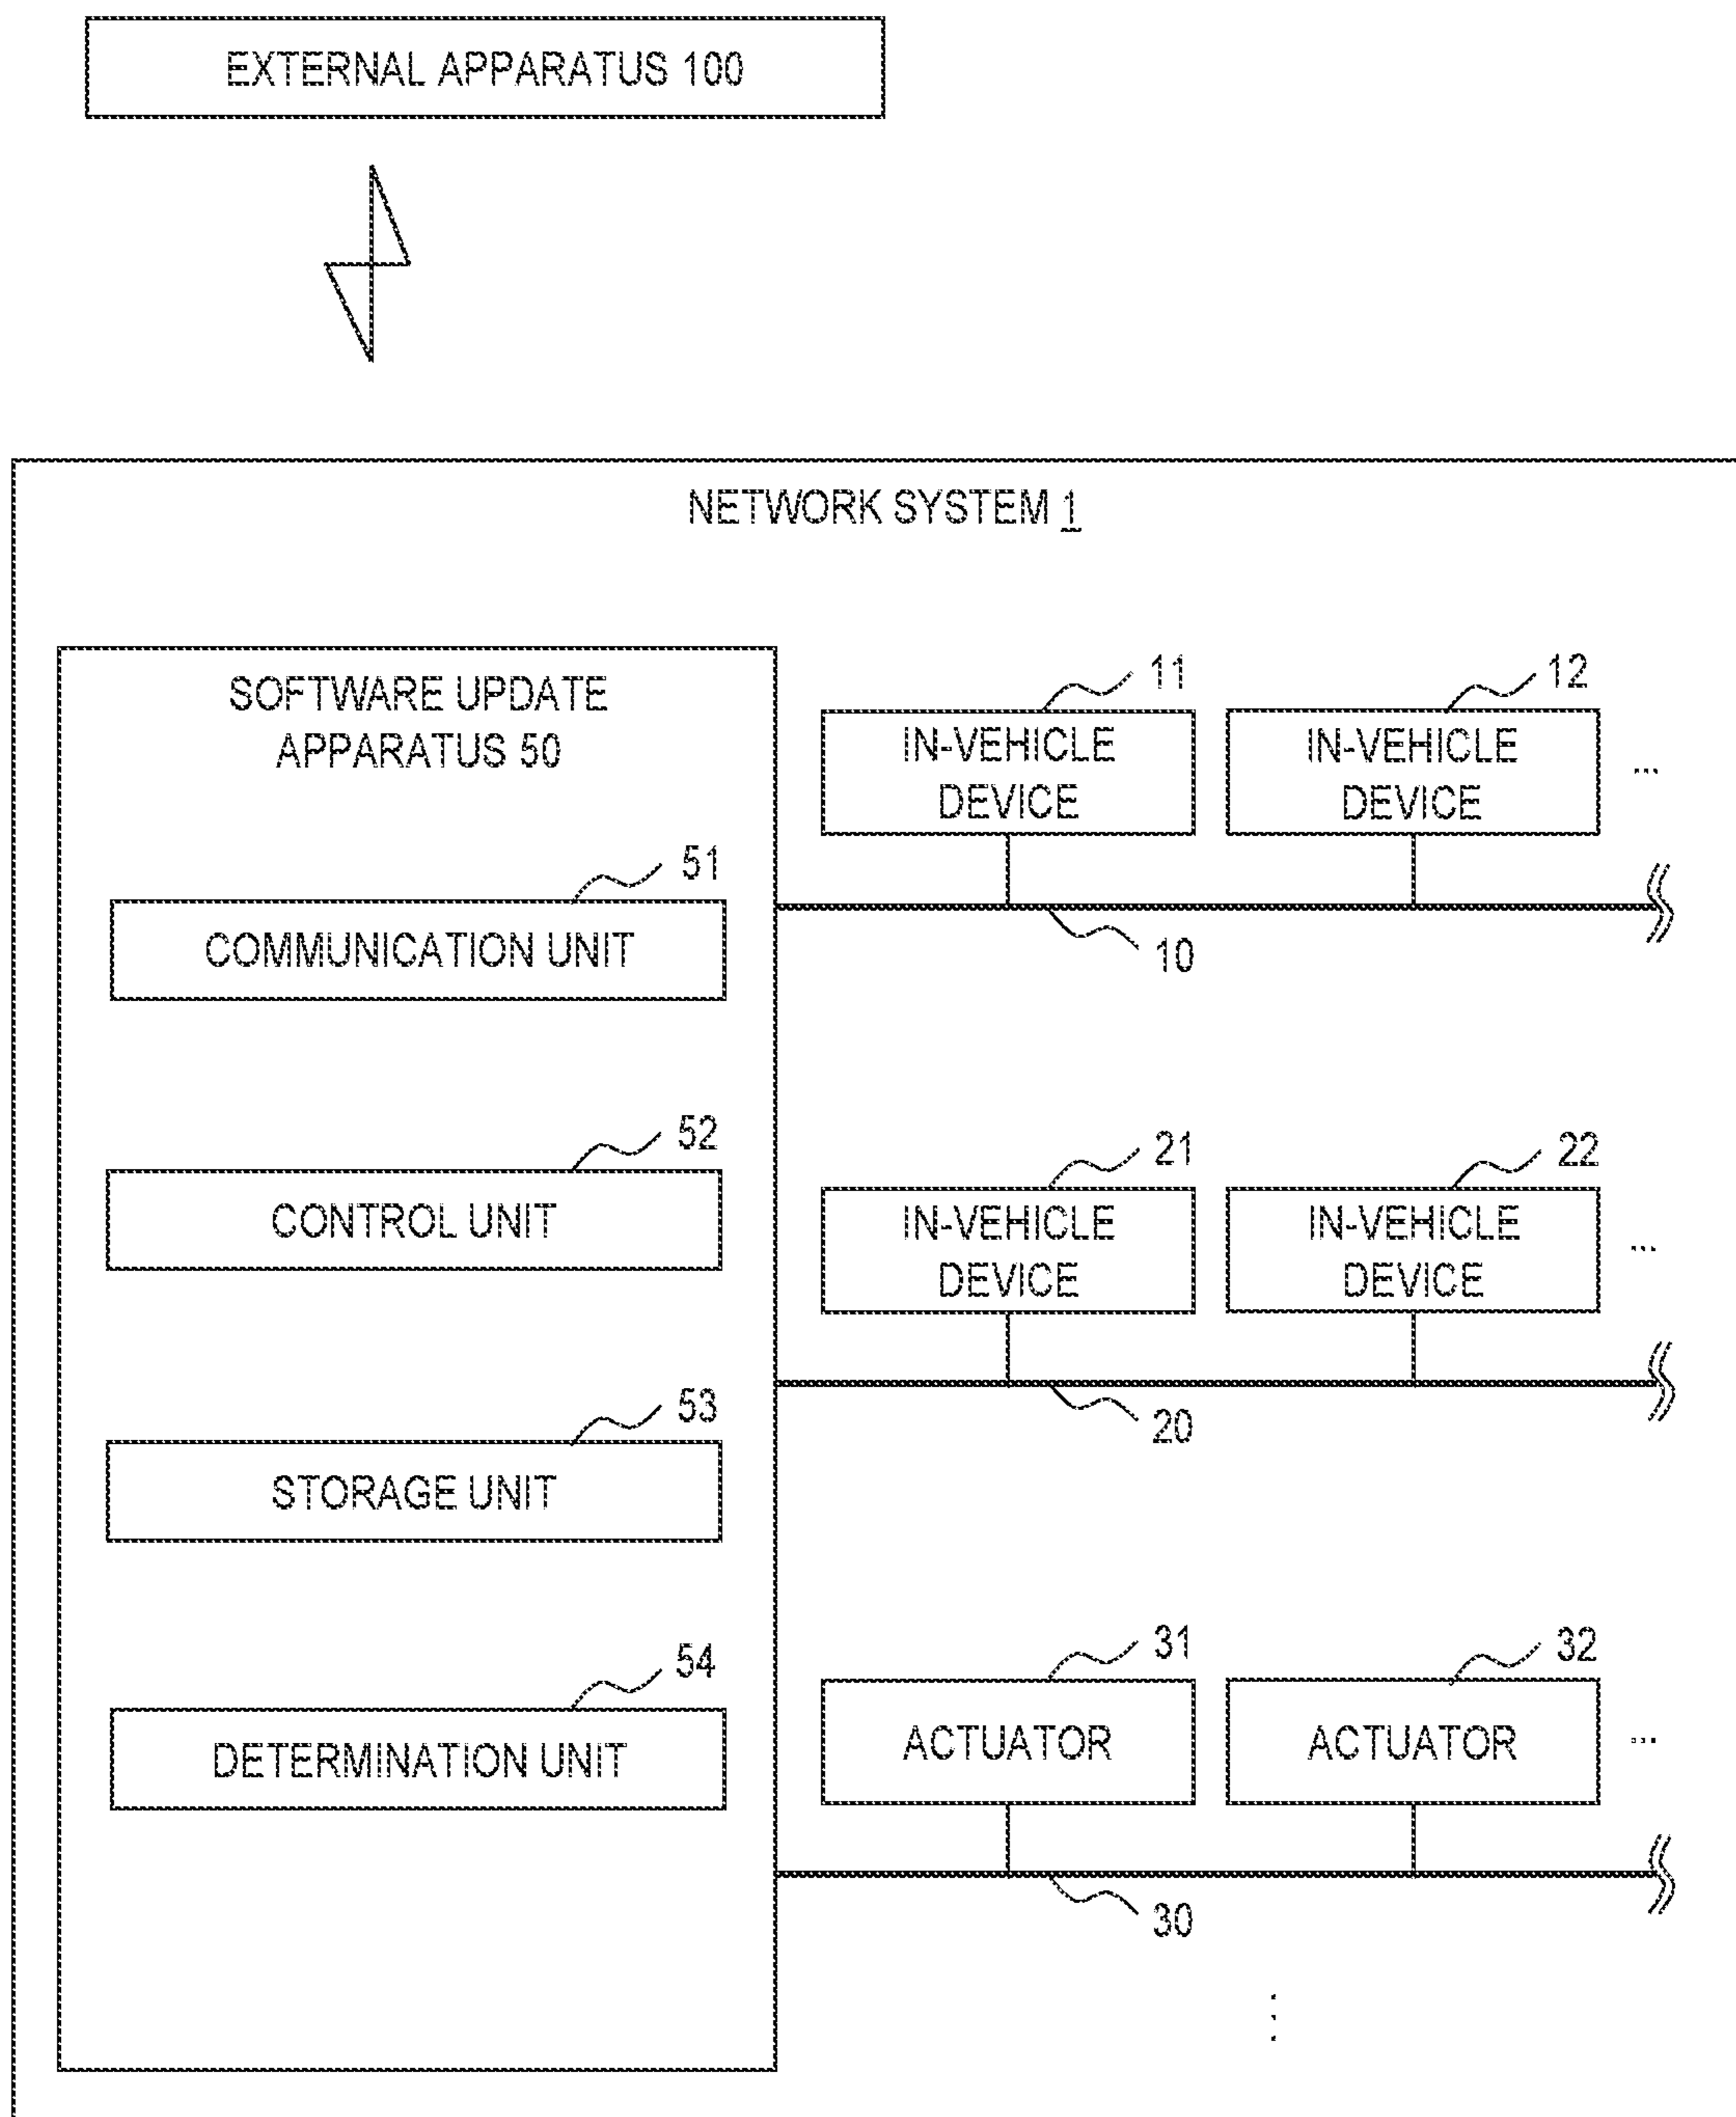 EXTERNAL APPARATUS 100
NETWORK SYSTEM 1
SOFTWARE UPDATE
APPARATUS 50
51
COMMUNICATION UNIT
52
CONTROL UNIT
53
STORAGE UNIT
54
DETERMINATION UNIT
11
IN-VEHICLE
DEVICE
12
IN-VEHICLE
DEVICE
...
10
21
IN-VEHICLE
DEVICE
22
IN-VEHICLE
DEVICE
...
20
31
ACTUATOR
32
ACTUATOR
...
30
⋮